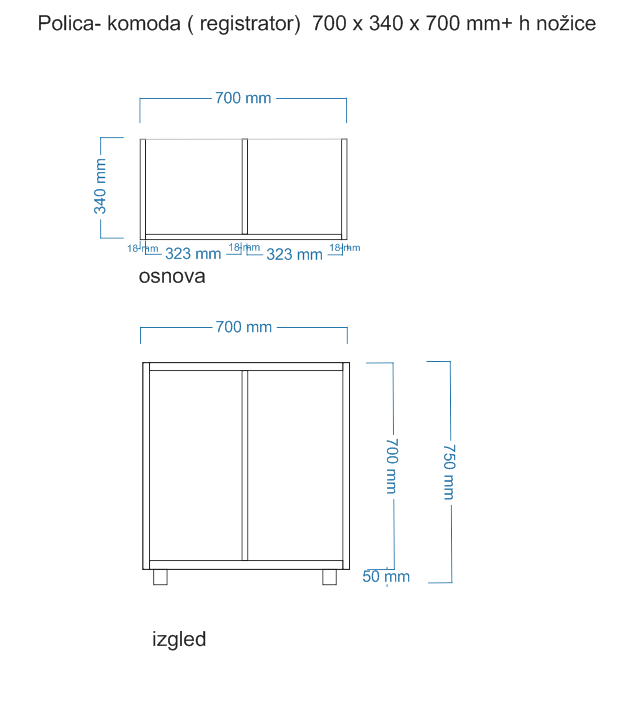 Polica- komoda ( registrator)  700 x 340 x 700 mm+ h nožice
700 mm
340 mm
18 mm
18 mm
18 mm
323 mm
323 mm
osnova
700 mm
700 mm
750 mm
50 mm
izgled